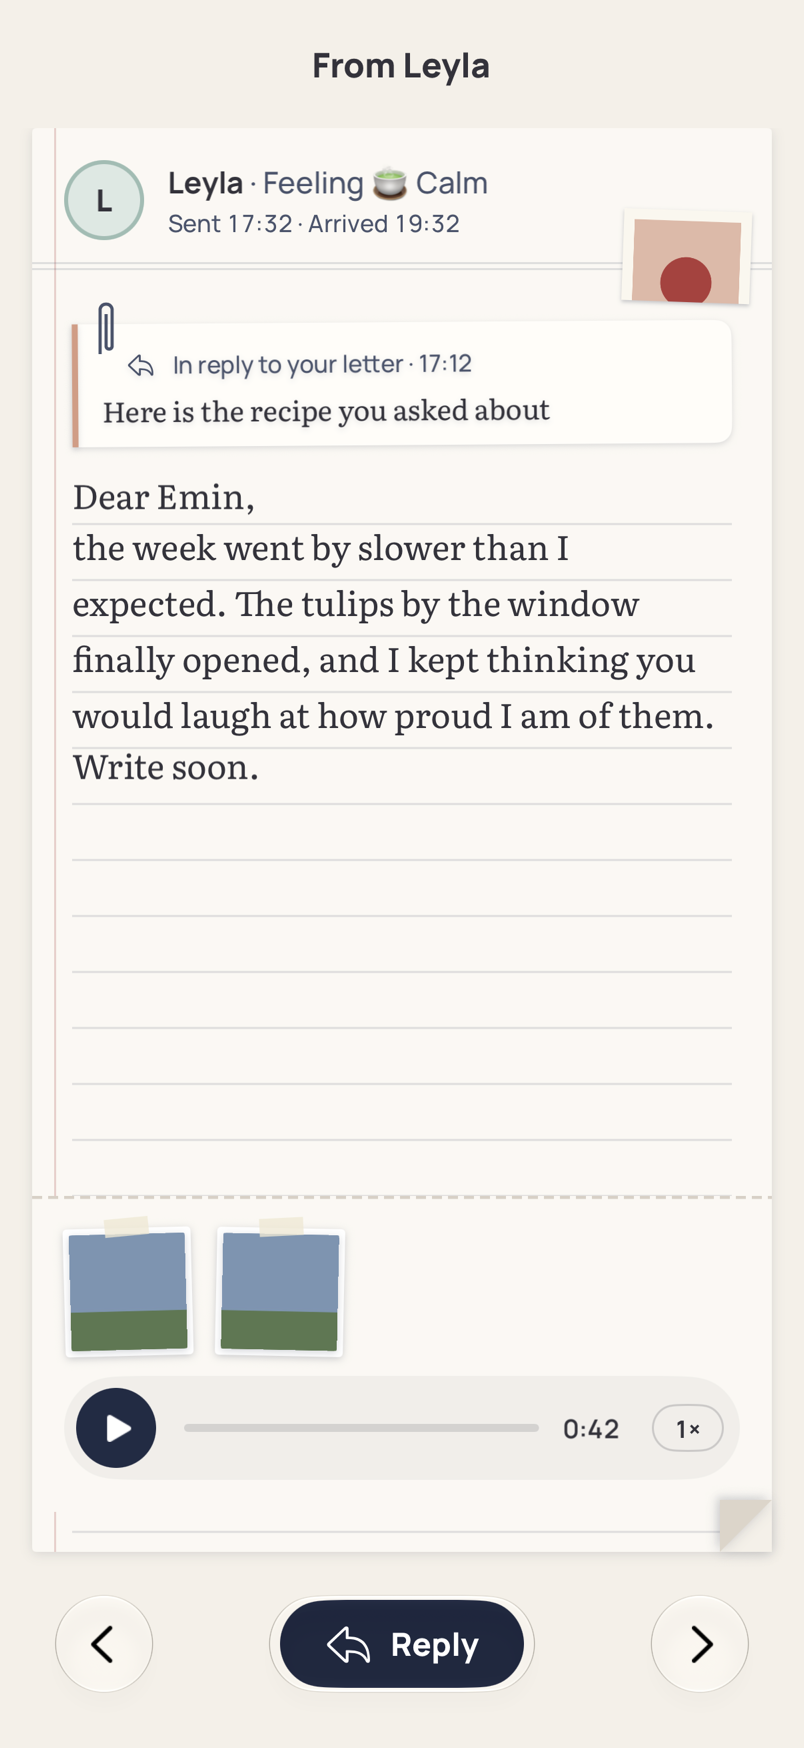 From Leyla
L
Leyla · Feeling 🍵 Calm
Sent 17:32 · Arrived 19:32
In reply to your letter · 17:12
Here is the recipe you asked about
Dear Emin,
the week went by slower than I
expected. The tulips by the window
finally opened, and I kept thinking you
would laugh at how proud I am of them.
Write soon.
0:42
1×
Reply